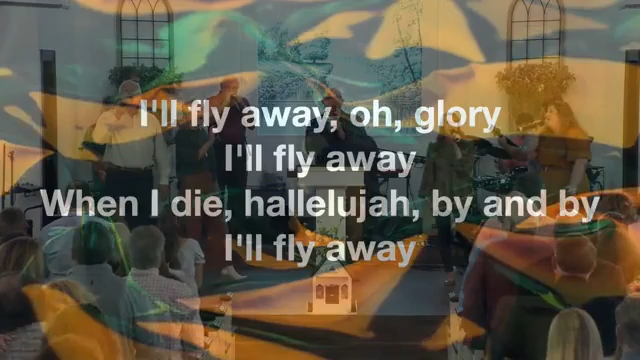 I'll fly away, oh, glory
I'll fly away
When I die, hallelujah, by and by
I'll fly away